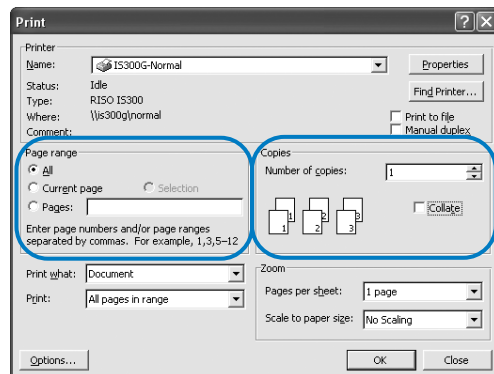 Print
Printer
Name: IS300G-Normal Properties
Status: Idle
Type: RISO IS300 Find Printer...
Where: \\is300g\normal
Comment:
Print to file
Manual duplex
Page range
All
Current page Selection
Pages:
Enter page numbers and/or page ranges
separated by commas. For example, 1,3,5-12
Copies
Number of copies: 1
1 1 2 2 3 3
Collate
Print what: Document
Print: All pages in range
Zoom
Pages per sheet: 1 page
Scale to paper size: No Scaling
Options... OK Close